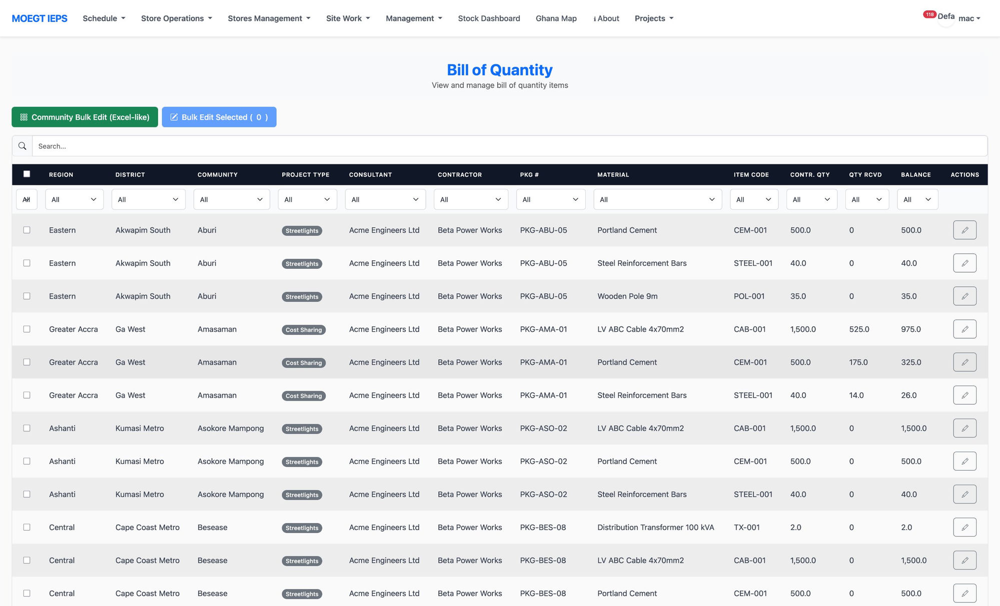 MOEGT IEPS Schedule Store Operations Stores Management Site Work Management Stock Dashboard Ghana Map i About Projects 118 Defa mac
Bill of Quantity
View and manage bill of quantity items
Community Bulk Edit (Excel-like) Bulk Edit Selected ( 0 )
Search...
REGION DISTRICT COMMUNITY PROJECT TYPE CONSULTANT CONTRACTOR PKG # MATERIAL ITEM CODE CONTR. QTY QTY RCVD BALANCE ACTIONS
All All All All All All All All All All All All All
Eastern Akwapim South Aburi Streetlights Acme Engineers Ltd Beta Power Works PKG-ABU-05 Portland Cement CEM-001 500.0 0 500.0
Eastern Akwapim South Aburi Streetlights Acme Engineers Ltd Beta Power Works PKG-ABU-05 Steel Reinforcement Bars STEEL-001 40.0 0 40.0
Eastern Akwapim South Aburi Streetlights Acme Engineers Ltd Beta Power Works PKG-ABU-05 Wooden Pole 9m POL-001 35.0 0 35.0
Greater Accra Ga West Amasaman Cost Sharing Acme Engineers Ltd Beta Power Works PKG-AMA-01 LV ABC Cable 4x70mm2 CAB-001 1,500.0 525.0 975.0
Greater Accra Ga West Amasaman Cost Sharing Acme Engineers Ltd Beta Power Works PKG-AMA-01 Portland Cement CEM-001 500.0 175.0 325.0
Greater Accra Ga West Amasaman Cost Sharing Acme Engineers Ltd Beta Power Works PKG-AMA-01 Steel Reinforcement Bars STEEL-001 40.0 14.0 26.0
Ashanti Kumasi Metro Asokore Mampong Streetlights Acme Engineers Ltd Beta Power Works PKG-ASO-02 LV ABC Cable 4x70mm2 CAB-001 1,500.0 0 1,500.0
Ashanti Kumasi Metro Asokore Mampong Streetlights Acme Engineers Ltd Beta Power Works PKG-ASO-02 Portland Cement CEM-001 500.0 0 500.0
Ashanti Kumasi Metro Asokore Mampong Streetlights Acme Engineers Ltd Beta Power Works PKG-ASO-02 Steel Reinforcement Bars STEEL-001 40.0 0 40.0
Central Cape Coast Metro Besease Streetlights Acme Engineers Ltd Beta Power Works PKG-BES-08 Distribution Transformer 100 kVA TX-001 2.0 0 2.0
Central Cape Coast Metro Besease Streetlights Acme Engineers Ltd Beta Power Works PKG-BES-08 LV ABC Cable 4x70mm2 CAB-001 1,500.0 0 1,500.0
Central Cape Coast Metro Besease Streetlights Acme Engineers Ltd Beta Power Works PKG-BES-08 Portland Cement CEM-001 500.0 0 500.0